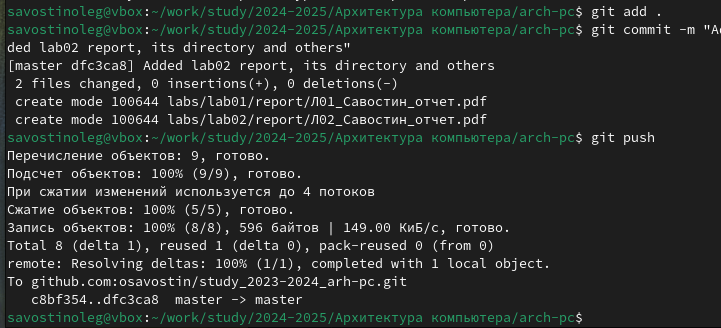 savostinoleg@vbox:~/work/study/2024-2025/Архитектура компьютера/arch-pc$ git add .
savostinoleg@vbox:~/work/study/2024-2025/Архитектура компьютера/arch-pc$ git commit -m "Ad
ded lab02 report, its directory and others"
[master dfc3ca8] Added lab02 report, its directory and others
 2 files changed, 0 insertions(+), 0 deletions(-)
 create mode 100644 labs/lab01/report/Л01_Савостин_отчет.pdf
 create mode 100644 labs/lab02/report/Л02_Савостин_отчет.pdf
savostinoleg@vbox:~/work/study/2024-2025/Архитектура компьютера/arch-pc$ git push
Перечисление объектов: 9, готово.
Подсчет объектов: 100% (9/9), готово.
При сжатии изменений используется до 4 потоков
Сжатие объектов: 100% (5/5), готово.
Запись объектов: 100% (8/8), 596 байтов | 149.00 КиБ/с, готово.
Total 8 (delta 1), reused 1 (delta 0), pack-reused 0 (from 0)
remote: Resolving deltas: 100% (1/1), completed with 1 local object.
To github.com:osavostin/study_2023-2024_arh-pc.git
   c8bf354..dfc3ca8  master -> master
savostinoleg@vbox:~/work/study/2024-2025/Архитектура компьютера/arch-pc$